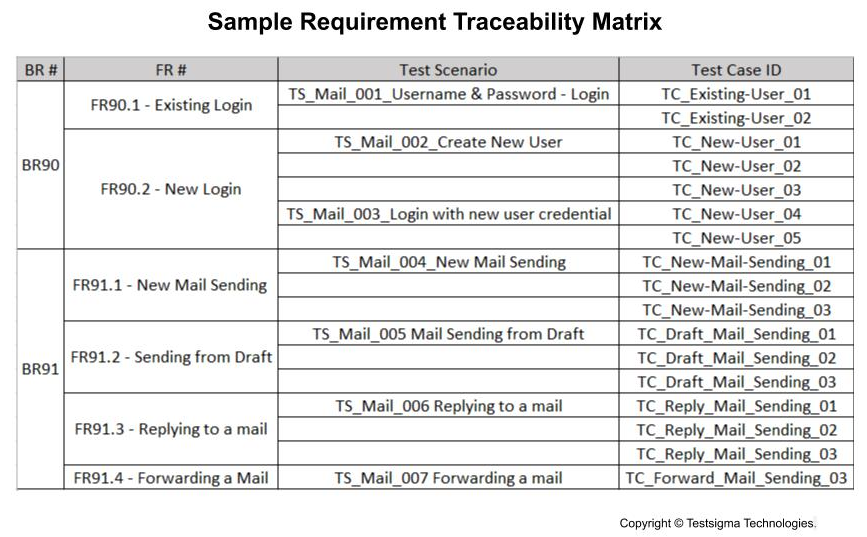 Sample Requirement Traceability Matrix
BR # FR # Test Scenario Test Case ID
BR90 FR90.1 - Existing Login TS_Mail_001_Username & Password - Login TC_Existing-User_01
TC_Existing-User_02
FR90.2 - New Login TS_Mail_002_Create New User TC_New-User_01
TC_New-User_02
TC_New-User_03
TS_Mail_003_Login with new user credential TC_New-User_04
TC_New-User_05
BR91 FR91.1 - New Mail Sending TS_Mail_004_New Mail Sending TC_New-Mail-Sending_01
TC_New-Mail-Sending_02
TC_New-Mail-Sending_03
FR91.2 - Sending from Draft TS_Mail_005 Mail Sending from Draft TC_Draft_Mail_Sending_01
TC_Draft_Mail_Sending_02
TC_Draft_Mail_Sending_03
FR91.3 - Replying to a mail TS_Mail_006 Replying to a mail TC_Reply_Mail_Sending_01
TC_Reply_Mail_Sending_02
TC_Reply_Mail_Sending_03
FR91.4 - Forwarding a Mail TS_Mail_007 Forwarding a mail TC_Forward_Mail_Sending_03
Copyright © Testsigma Technologies.